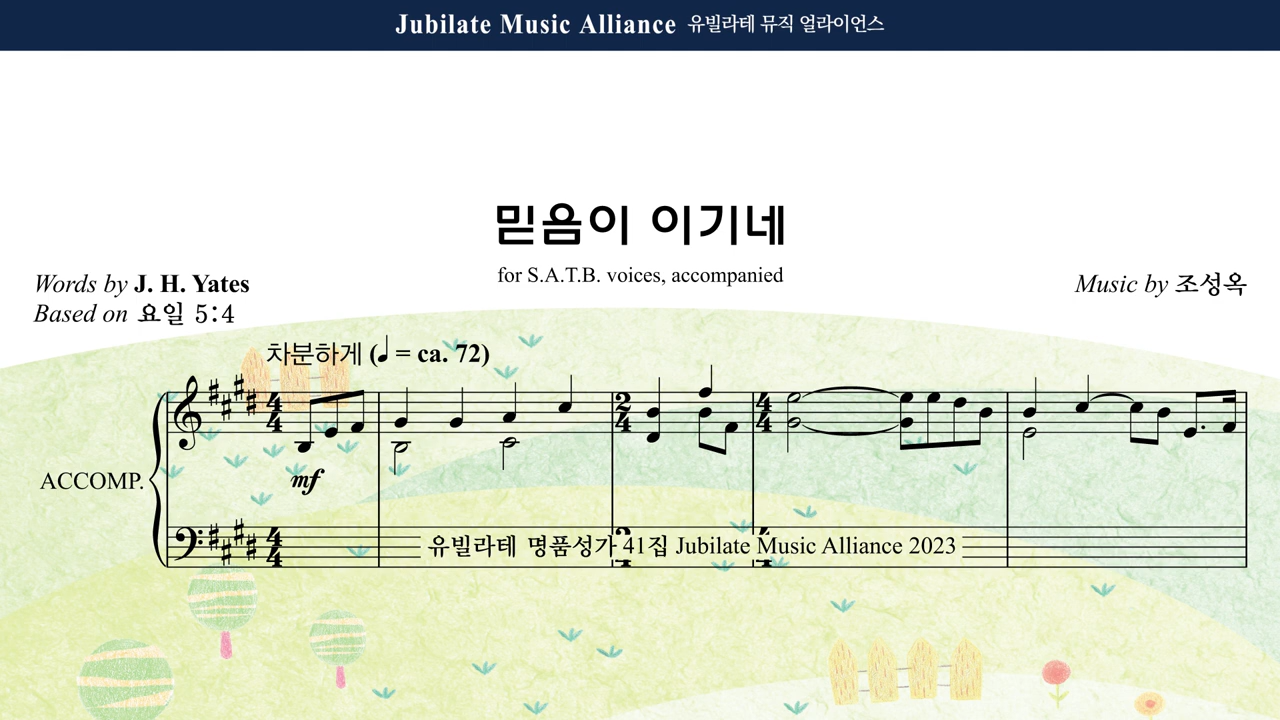 Jubilate Music Alliance 유빌라테 뮤직 얼라이언스
믿음이 이기네
for S.A.T.B. voices, accompanied
Words by J. H. Yates
Based on 요일 5:4
Music by 조성옥
차분하게 (♩ = ca. 72)
ACCOMP.
mf
유빌라테 명품성가 41집 Jubilate Music Alliance 2023